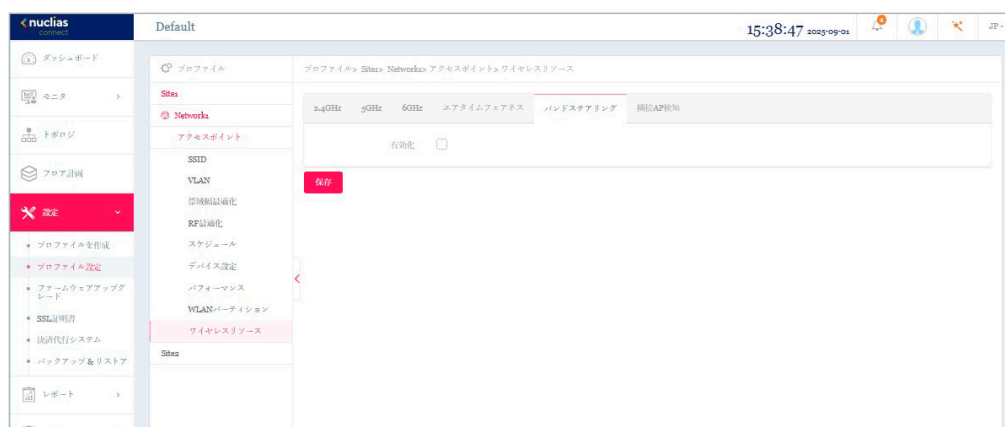 nuclias
connect
Default
15:38:47 2025-09-01
JP
ダッシュボード
モニタ
トポロジ
フロア計画
設定
プロファイルを作成
プロファイル設定
ファームウェアアップグ
レード
SSL証明書
決済代行システム
バックアップ&リストア
レポート
プロファイル
Site1
Network1
アクセスポイント
SSID
VLAN
帯域幅最適化
RF最適化
スケジュール
デバイス設定
パフォーマンス
WLANパーティション
ワイヤレスリソース
Site2
プロファイル> Site1> Network1> アクセスポイント> ワイヤレスリソース
2.4GHz 5GHz 6GHz エアタイムフェアネス バンドステアリング 隣接AP検知
有効化
保存